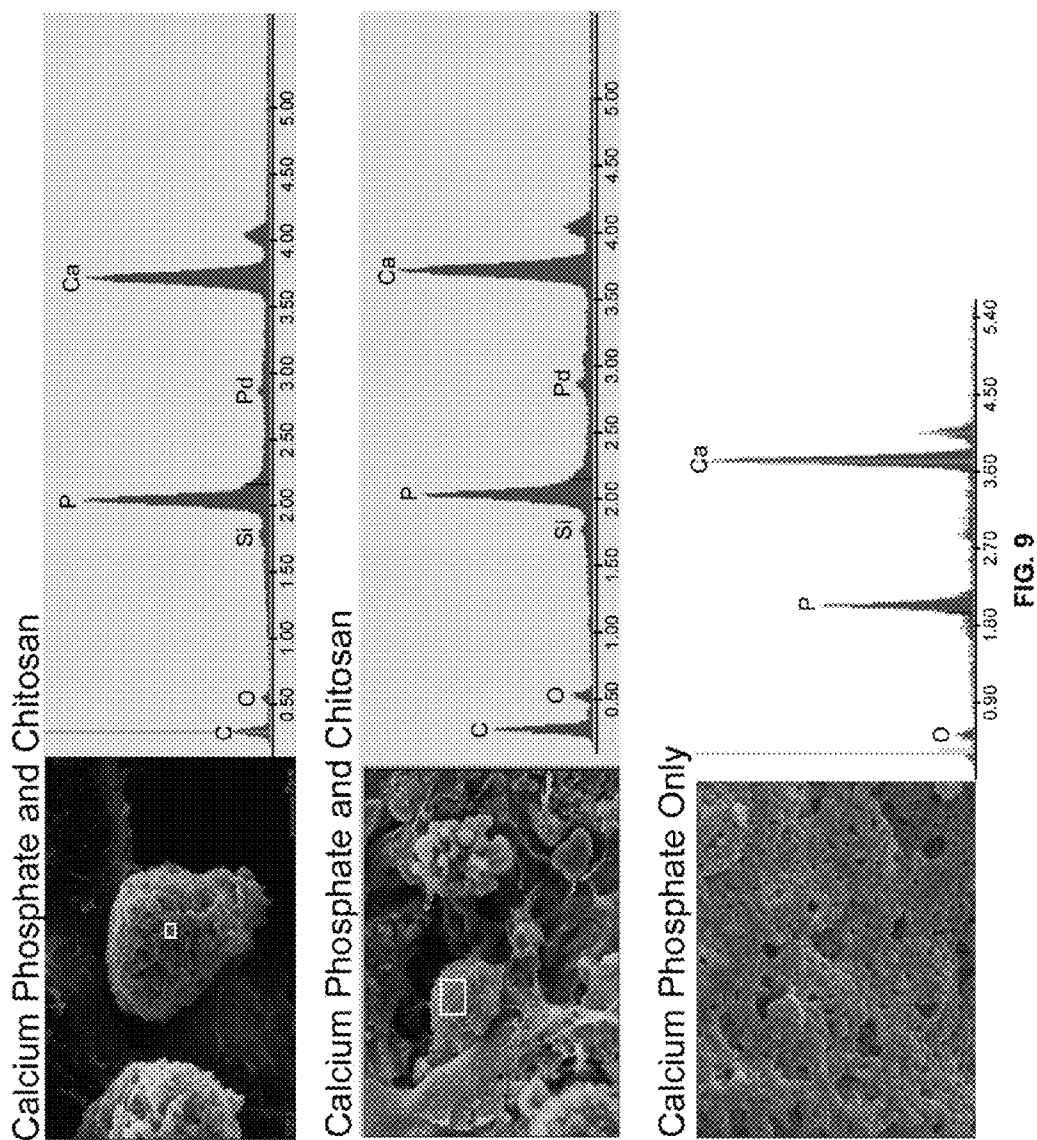 Calcium Phosphate and Chitosan
C O Si P Pd Ca
0.50 1.00 1.50 2.00 2.50 3.00 3.50 4.00 4.50 5.00
Calcium Phosphate and Chitosan
C O Si P Pd Ca
0.50 1.00 1.50 2.00 2.50 3.00 3.50 4.00 4.50 5.00
Calcium Phosphate Only
O P Ca
0.90 1.80 2.70 3.60 4.50 5.40
FIG. 9